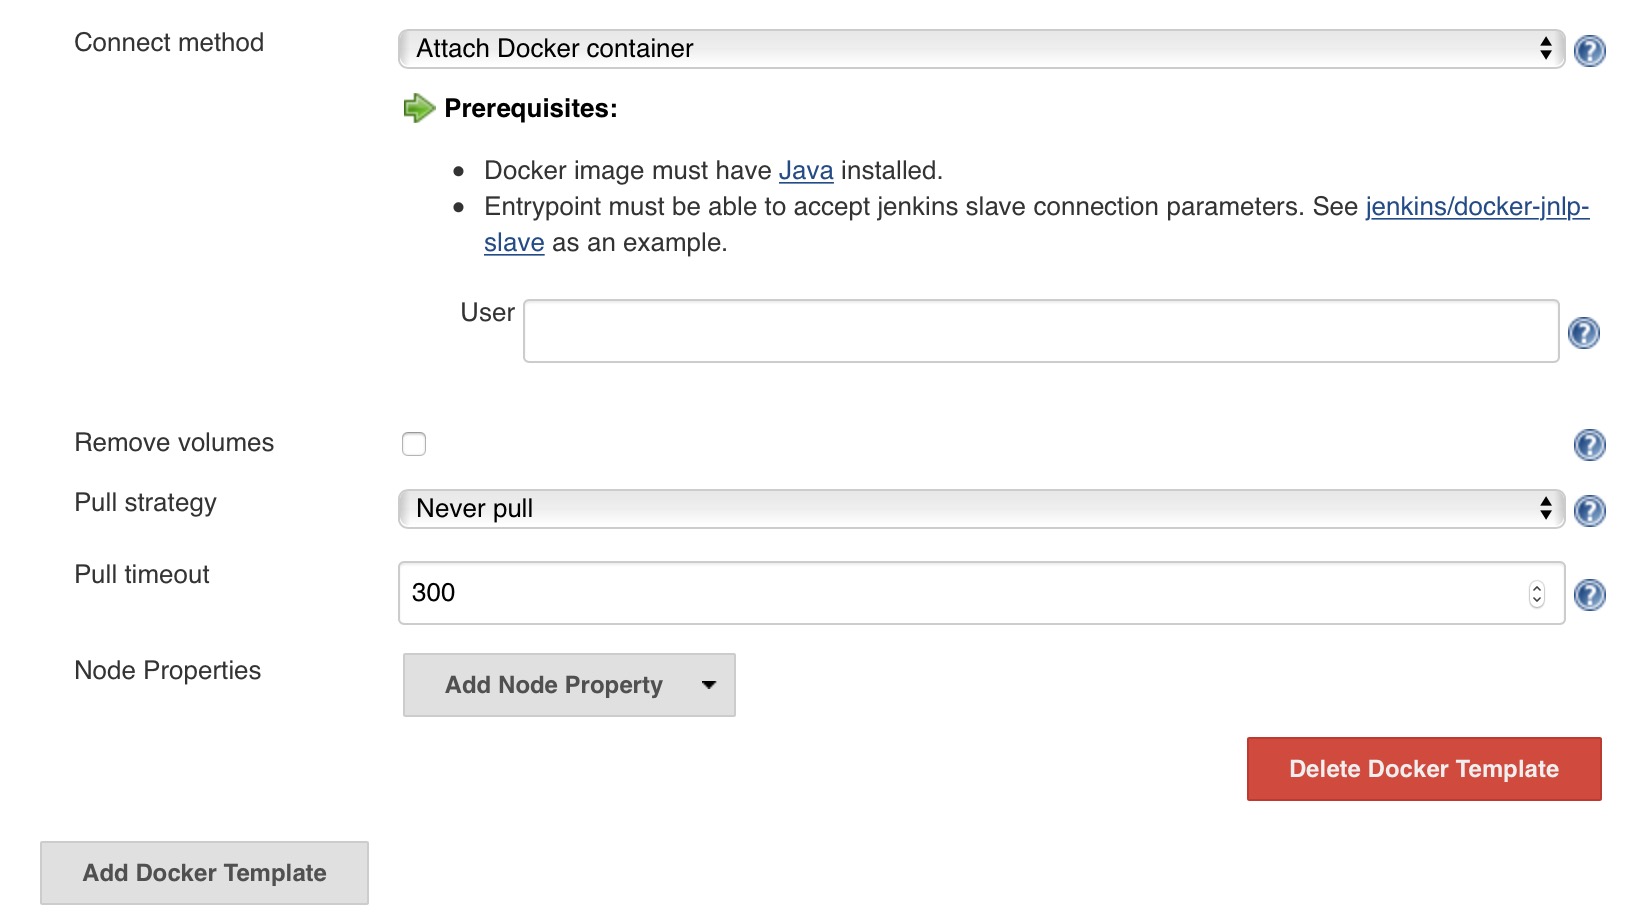 Connect method
Attach Docker container
Prerequisites:
Docker image must have Java installed.
Entrypoint must be able to accept jenkins slave connection parameters. See jenkins/docker-jnlp-
slave as an example.
User
Remove volumes
Pull strategy
Never pull
Pull timeout
300
Node Properties
Add Node Property
Delete Docker Template
Add Docker Template